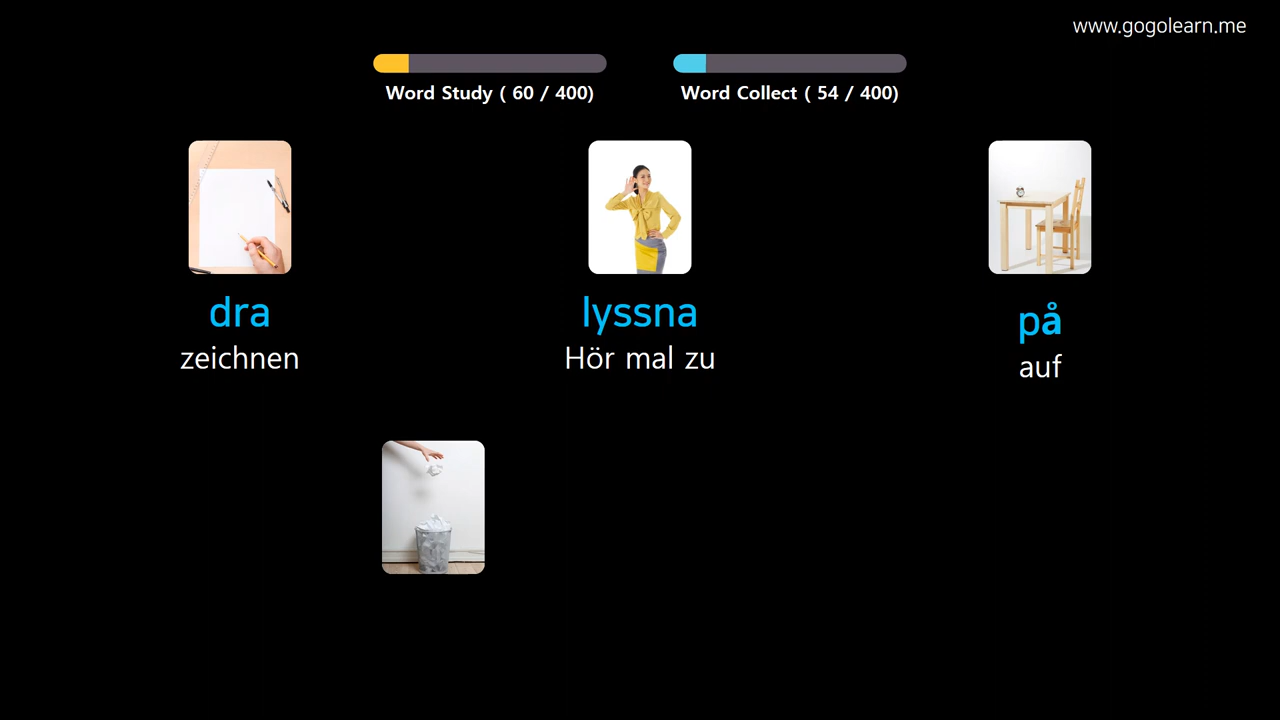 www.gogolearn.me
Word Study ( 60 / 400)
Word Collect ( 54 / 400)
dra
zeichnen
lyssna
Hör mal zu
på
auf